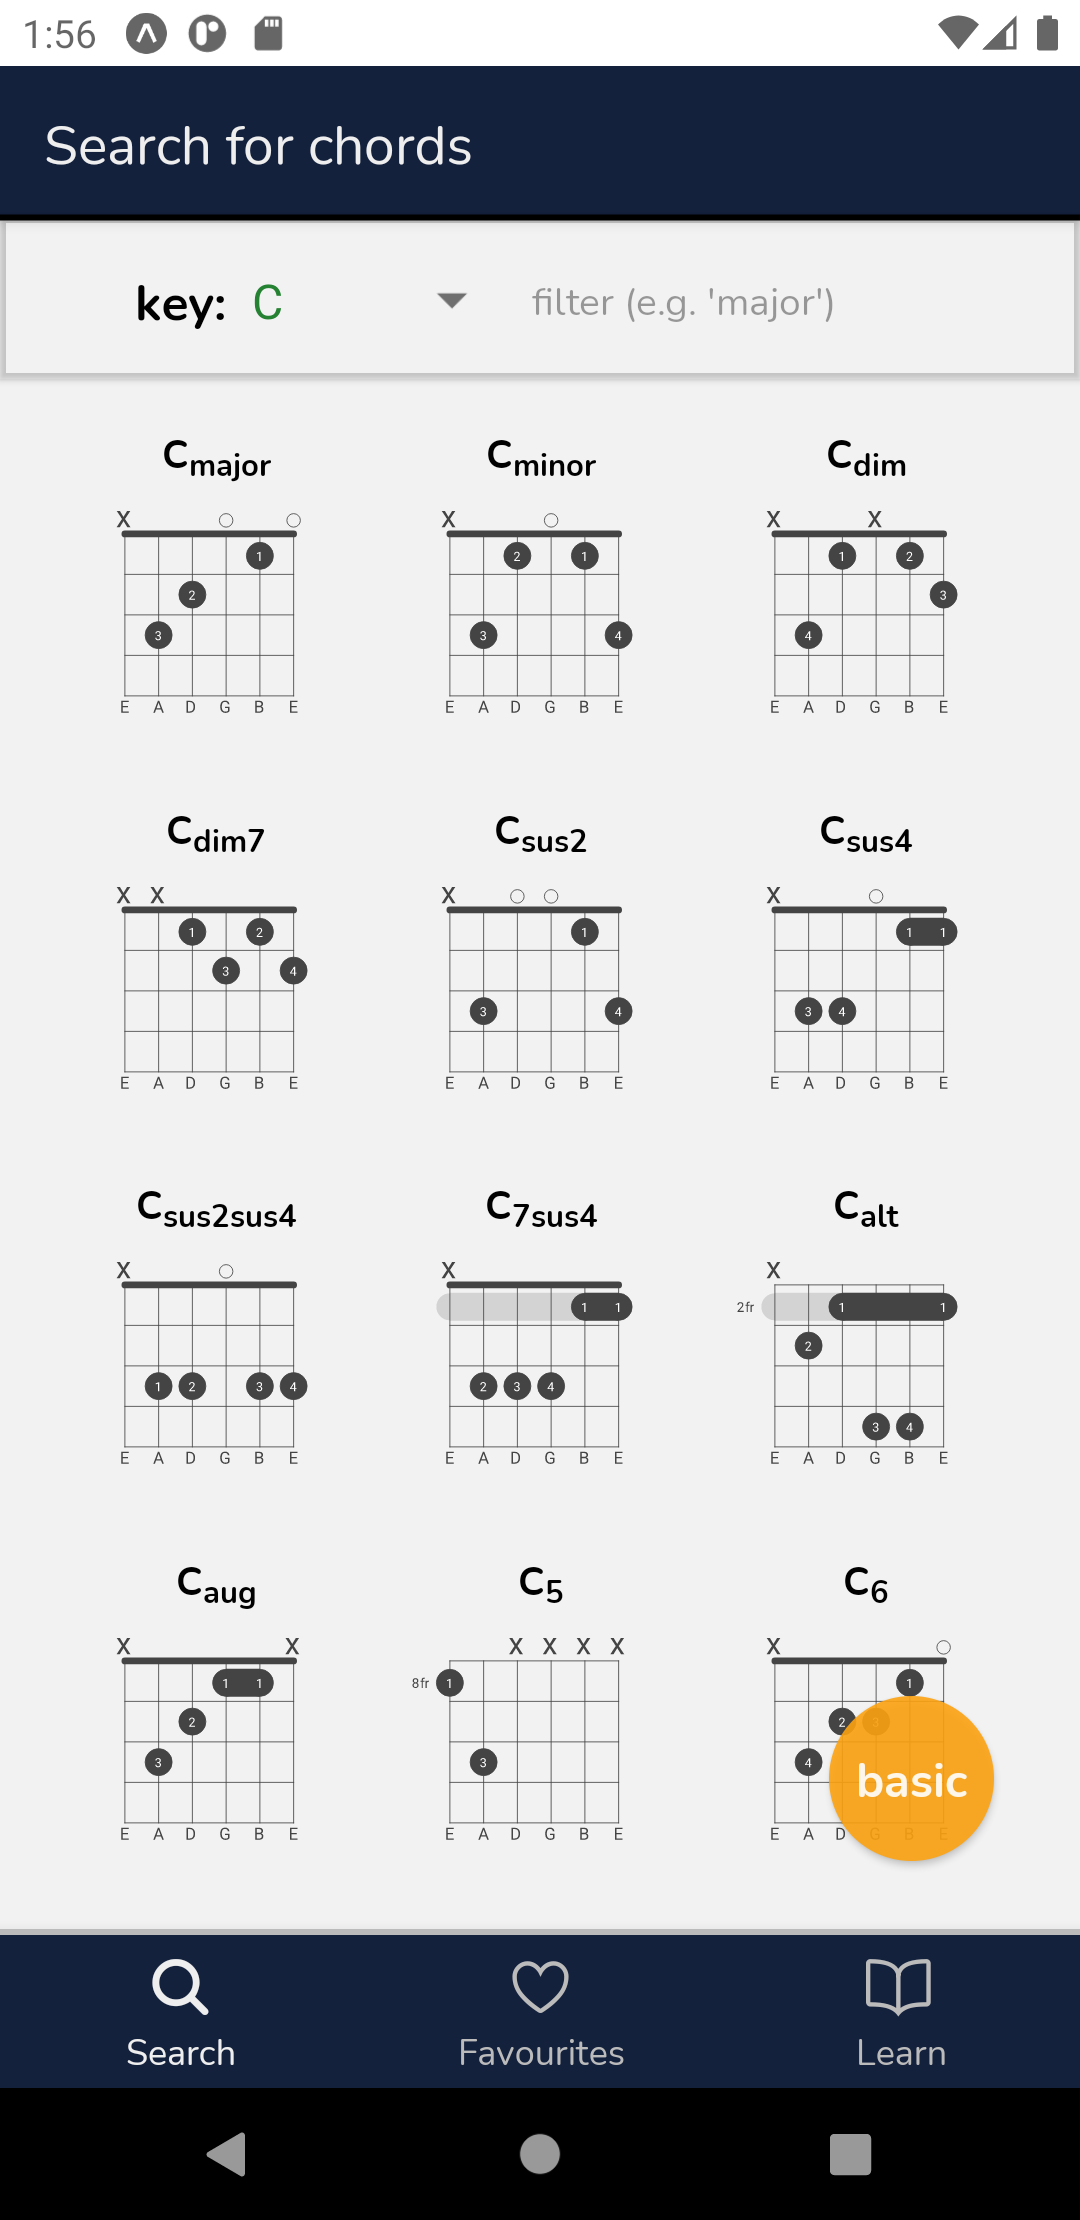 1:56
Search for chords
key: C filter (e.g. 'major')
Cmajor Cminor Cdim
X X X X
1 2 1 1 2
2 3
3 3 4 4
E A D G B E E A D G B E E A D G B E
Cdim7 Csus2 Csus4
X X X X
1 2 1 1 1
3 4
3 4 3 4
E A D G B E E A D G B E E A D G B E
Csus2sus4 C7sus4 Calt
X X X
1 1 2fr 1 1
2
1 2 3 4 2 3 4
3 4
E A D G B E E A D G B E E A D G B E
Caug C5 C6
X X X X X X X
1 1 8fr 1 1
2 2 3
3 3 4
basic
E A D G B E E A D G B E E A D G B E
Search Favourites Learn